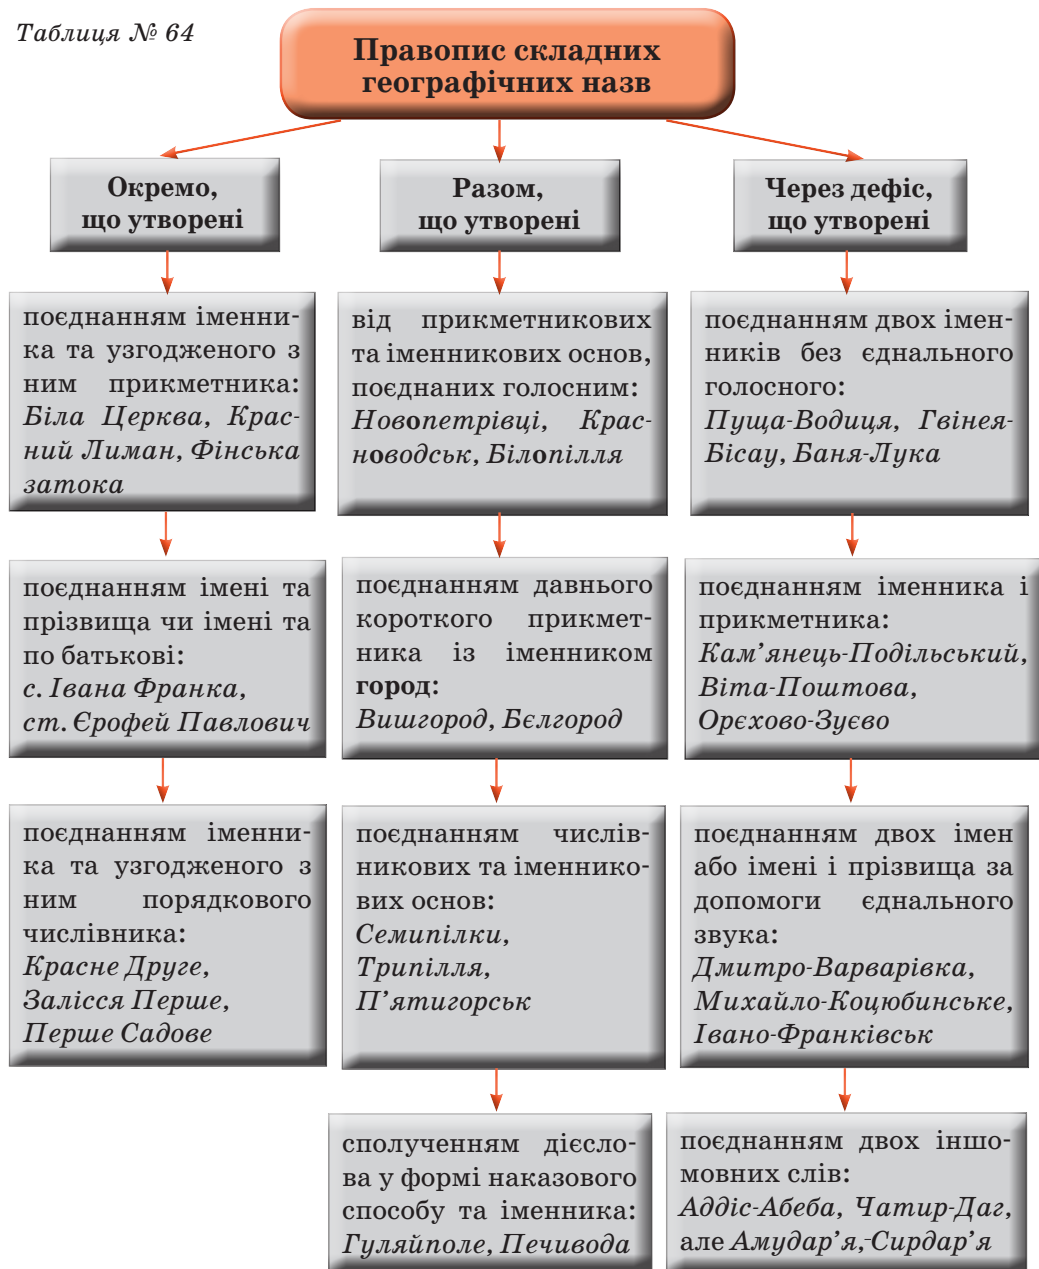 Таблиця № 64
Правопис складних
географічних назв
Окремо,
що утворені
поєднанням іменни-
ка та узгодженого з
ним прикметника:
Біла Церква, Крас-
ний Лиман, Фінська
затока
поєднанням імені та
прізвища чи імені та
по батькові:
с. Івана Франка,
ст. Єрофей Павлович
поєднанням іменни-
ка та узгодженого з
ним порядкового
числівника:
Красне Друге,
Залісся Перше,
Перше Садове
Разом,
що утворені
від прикметникових
та іменникових основ,
поєднаних голосним:
Новопетрівці, Крас-
новодськ, Білопілля
поєднанням давнього
короткого прикмет-
ника із іменником
город:
Вишгород, Бєлгород
поєднанням числів-
никових та іменнико-
вих основ:
Семипілки,
Трипілля,
П’ятигорськ
сполученням дієсло-
ва у формі наказового
способу та іменника:
Гуляйполе, Печивода
Через дефіс,
що утворені
поєднанням двох імен-
ників без єднального
голосного:
Пуща-Водиця, Гвінея-
Бісау, Баня-Лука
поєднанням іменника і
прикметника:
Кам’янець-Подільський,
Віта-Поштова,
Орєхово-Зуєво
поєднанням двох імен
або імені і прізвища за
допомоги єднального
звука:
Дмитро-Варварівка,
Михайло-Коцюбинське,
Івано-Франківськ
поєднанням двох іншо-
мовних слів:
Аддіс-Абеба, Чатир-Даг,
але Амудар’я,-Сирдар’я